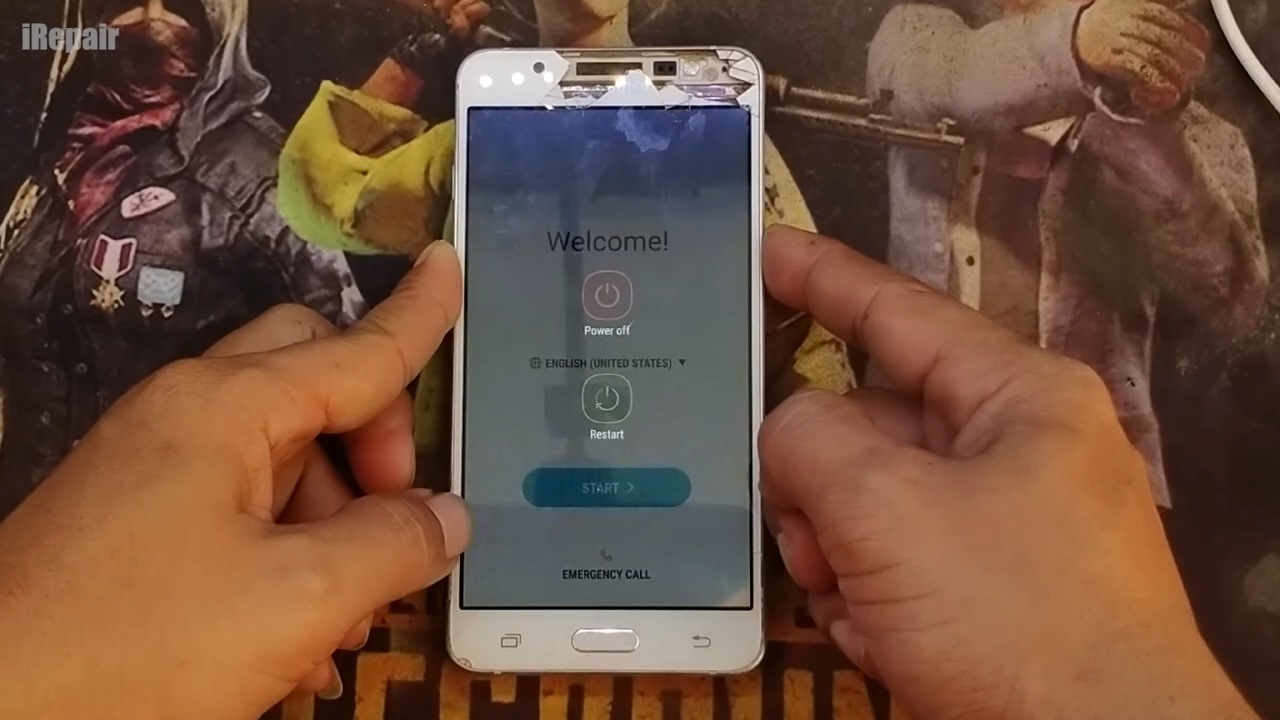 iRepair
Welcome!
Power off
ENGLISH (UNITED STATES)
Restart
START
EMERGENCY CALL